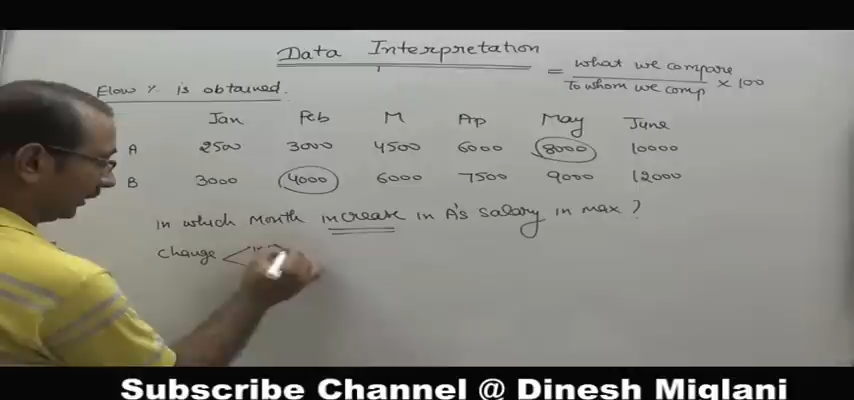 Data Interpretation
= what we compare
To whom we comp × 100
How % is obtained.
Jan Feb M Ap May June
A 2500 3000 4500 6000 8000 10000
B 3000 4000 6000 7500 9000 12000
in which month increase in A's salary in max ?
Change
Subscribe Channel @ Dinesh Miglani